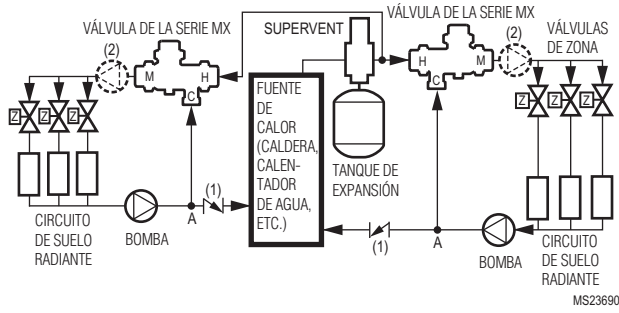 VÁLVULA DE LA SERIE MX
(2)
M
H
C
Z
Z
Z
SUPERVENT
VÁLVULA DE LA SERIE MX
(2)
H
M
C
VÁLVULAS
DE ZONA
Z
Z
Z
FUENTE
DE
CALOR
(CALDERA,
CALEN-
TADOR
DE AGUA,
ETC.)
TANQUE DE
EXPANSIÓN
CIRCUITO
DE SUELO
RADIANTE
BOMBA
A
(1)
(1)
A
BOMBA
CIRCUITO
DE SUELO
RADIANTE
MS23690